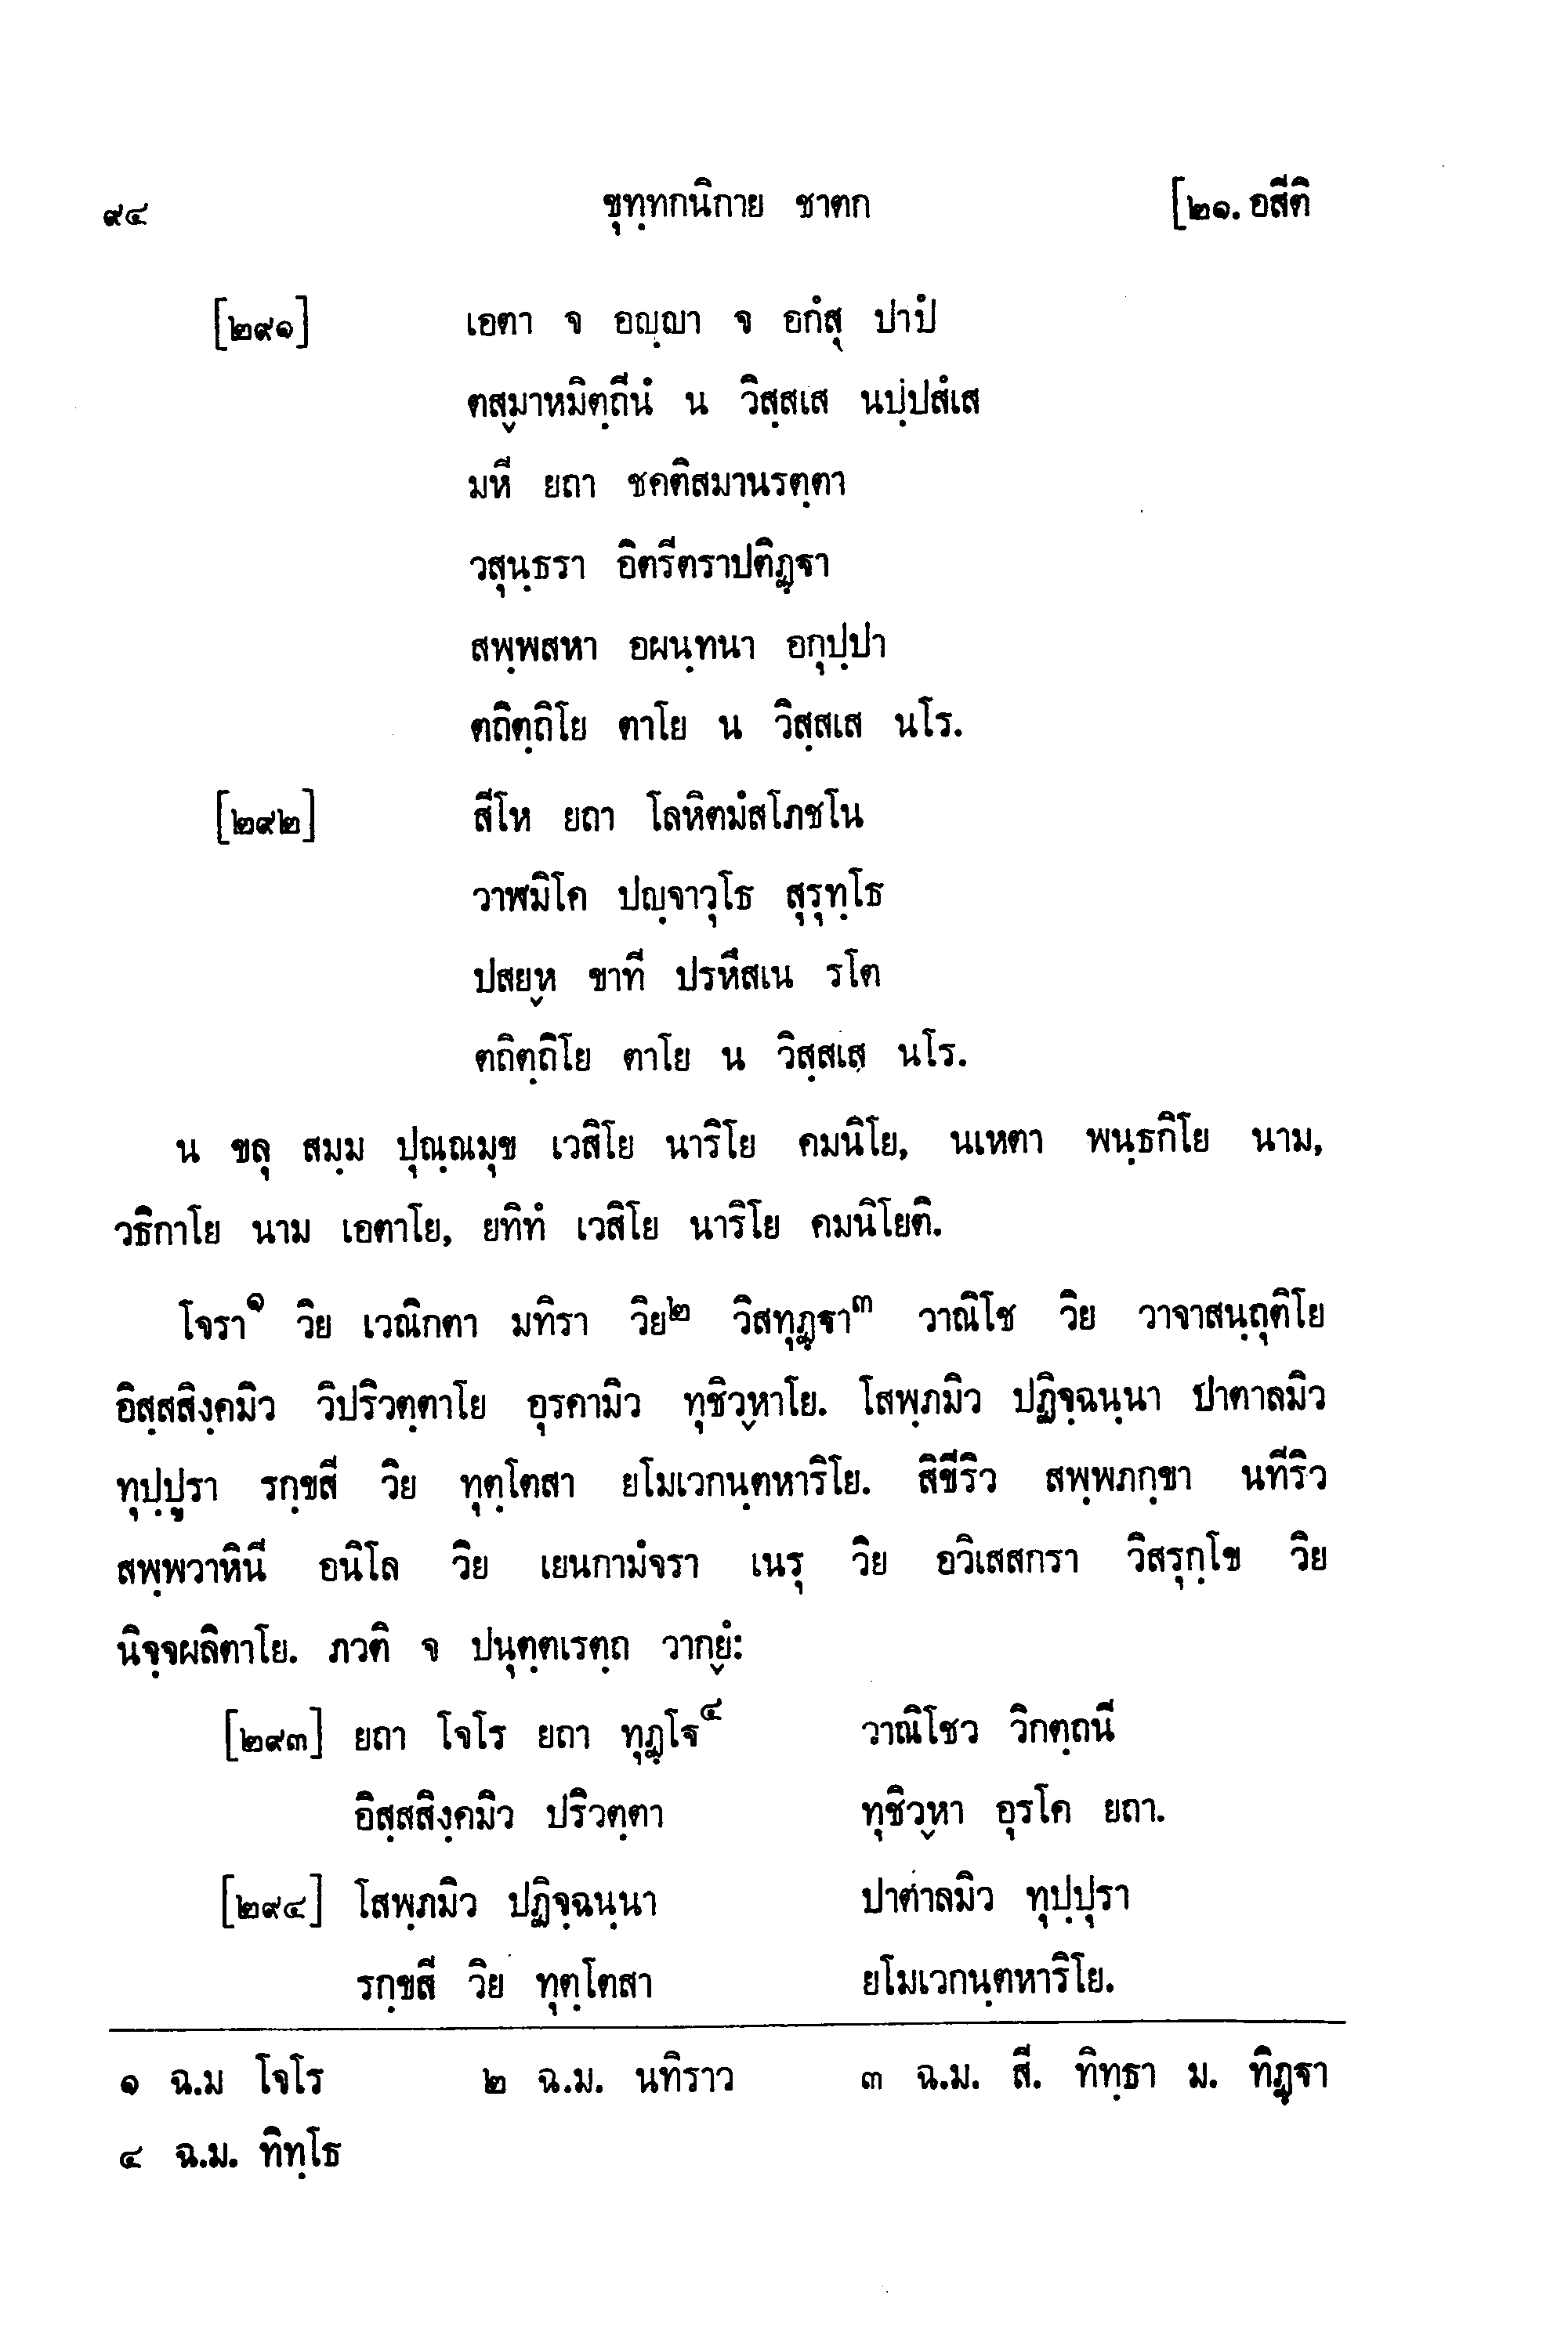 ๙๔ ขุทฺทกนิกาย ชาตก [๒๑. อสีติ
[๒๙๑] เอตา จ อญฺญา จ อกํสุ ปาปํ
ตสฺมาหมิตฺถีนํ น วิสฺสเส นปฺปสํเส
มหี ยถา ชคติสมานรตฺตา
วสุนฺธรา อิตรีตราปติฏฺฐา
สพฺพสหา อผนฺทนา อกุปฺปา
ตถิตฺถิโย ตาโย น วิสฺสเส นโร.
[๒๙๒] สีโห ยถา โลหิตมํสโภชโน
วาฬมิโค ปญฺจาวุโธ สุรุทฺโธ
ปสยฺห ขาที ปรหึสเน รโต
ตถิตฺถิโย ตาโย น วิสฺสเส นโร.
น ขลุ สมฺม ปุณฺณมุข เวสิโย นาริโย คมนิโย, นเหตา พนฺธกิโย นาม,
วธิกาโย นาม เอตาโย, ยทิทํ เวสิโย นาริโย คมนิโยติ.
โจรา๑ วิย เวณิกตา มทิรา วิย๒ วิสทุฏฺฐา๓ วาณิโช วิย วาจาสนฺถุติโย
อิสฺสสิงฺคมิว วิปริวตฺตาโย อุรคามิว ทุชิวฺหาโย. โสพฺภมิว ปฏิจฺฉนฺนา ปาตาลมิว
ทุปฺปูรา รกฺขสี วิย ทุตฺโตสา ยโมเวกนฺตหาริโย. สิขีริว สพฺพภกฺขา นทีริว
สพฺพวาหินี อนิโล วิย เยนกามํจรา เนรุ วิย อวิเสสกรา วิสรุกฺโข วิย
นิจฺจผลิตาโย. ภวติ จ ปนุตฺตเรตฺถ วากฺยํ:
[๒๙๓] ยถา โจโร ยถา ทุฏฺโฐ๔ วาณิโชว วิกตฺถนี
อิสฺสสิงฺคมิว ปริวตฺตา ทุชิวฺหา อุรโค ยถา.
[๒๙๔] โสพฺภมิว ปฏิจฺฉนฺนา ปาตาลมิว ทุปฺปุรา
รกฺขสี วิย ทุตฺโตสา ยโมเวกนฺตหาริโย.
๑ ฉ.ม โจโร ๒ ฉ.ม. นทิราว ๓ ฉ.ม. สี. ทิทฺธา ม. ทิฏฺฐา
๔ ฉ.ม. ทิทฺโธ